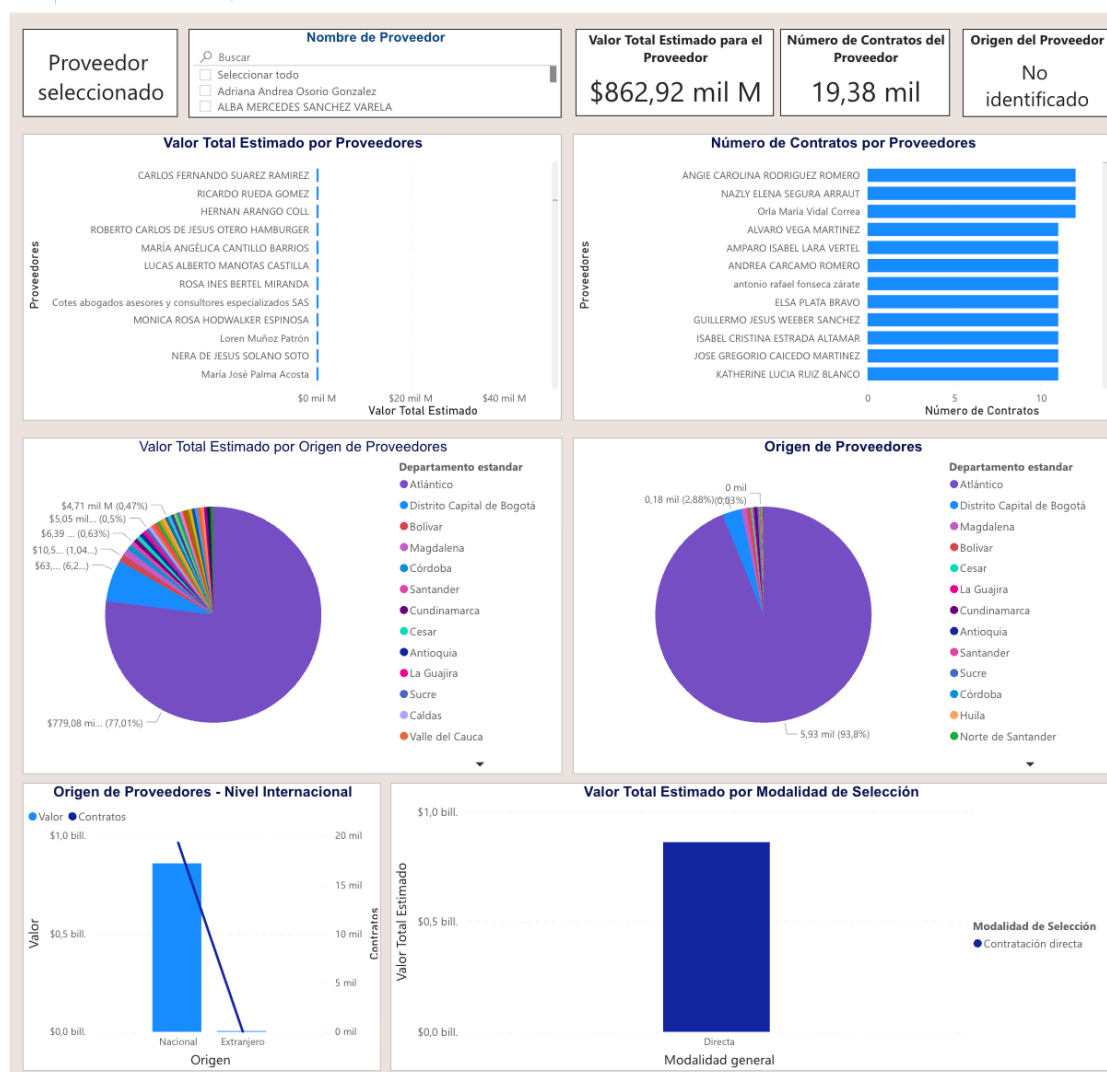 Proveedor
seleccionado
Nombre de Proveedor
Buscar
Seleccionar todo
Adriana Andrea Osorio Gonzalez
ALBA MERCEDES SANCHEZ VARELA
Valor Total Estimado para el
Proveedor
$862,92 mil M
Número de Contratos del
Proveedor
19,38 mil
Origen del Proveedor
No
identificado
Valor Total Estimado por Proveedores
Proveedores
CARLOS FERNANDO SUAREZ RAMIREZ
RICARDO RUEDA GOMEZ
HERNAN ARANGO COLL
ROBERTO CARLOS DE JESUS OTERO HAMBURGER
MARÍA ANGÉLICA CANTILLO BARRIOS
LUCAS ALBERTO MANOTAS CASTILLA
ROSA INES BERTEL MIRANDA
Cotes abogados asesores y consultores especializados SAS
MONICA ROSA HODWALKER ESPINOSA
Loren Muñoz Patrón
NERA DE JESUS SOLANO SOTO
María José Palma Acosta
$0 mil M $20 mil M $40 mil M
Valor Total Estimado
Número de Contratos por Proveedores
Proveedores
ANGIE CAROLINA RODRIGUEZ ROMERO
NAZLY ELENA SEGURA ARRAUT
Orla María Vidal Correa
ALVARO VEGA MARTINEZ
AMPARO ISABEL LARA VERTEL
ANDREA CARCAMO ROMERO
antonio rafael fonseca zárate
ELSA PLATA BRAVO
GUILLERMO JESUS WEEBER SANCHEZ
ISABEL CRISTINA ESTRADA ALTAMAR
JOSE GREGORIO CAICEDO MARTINEZ
KATHERINE LUCIA RUIZ BLANCO
0 5 10
Número de Contratos
Valor Total Estimado por Origen de Proveedores
$4,71 mil M (0,47%)
$5,05 mil... (0,5%)
$6,39 ... (0,63%)
$10,5... (1,04...)
$63,... (6,2...)
$779,08 mi... (77,01%)
Departamento estandar
Atlántico
Distrito Capital de Bogotá
Bolívar
Magdalena
Córdoba
Santander
Cundinamarca
Cesar
Antioquia
La Guajira
Sucre
Caldas
Valle del Cauca
Origen de Proveedores
0 mil
(0,03%)
0,18 mil (2,88%)
5,93 mil (93,8%)
Departamento estandar
Atlántico
Distrito Capital de Bogotá
Magdalena
Bolívar
Cesar
La Guajira
Cundinamarca
Antioquia
Santander
Sucre
Córdoba
Huila
Norte de Santander
Origen de Proveedores - Nivel Internacional
Valor Contratos
Valor
$1,0 bill.
$0,5 bill.
$0,0 bill.
20 mil
15 mil
10 mil
5 mil
0 mil
Contratos
Nacional Extranjero
Origen
Valor Total Estimado por Modalidad de Selección
Valor Total Estimado
$1,0 bill.
$0,5 bill.
$0,0 bill.
Directa
Modalidad general
Modalidad de Selección
Contratación directa